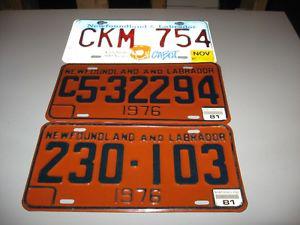 Newfoundland & Labrador
CKM 754
CABOT
NOV
NEWFOUNDLAND AND LABRADOR
C5-32294
1976
81
NEWFOUNDLAND AND LABRADOR
230-103
1976
81